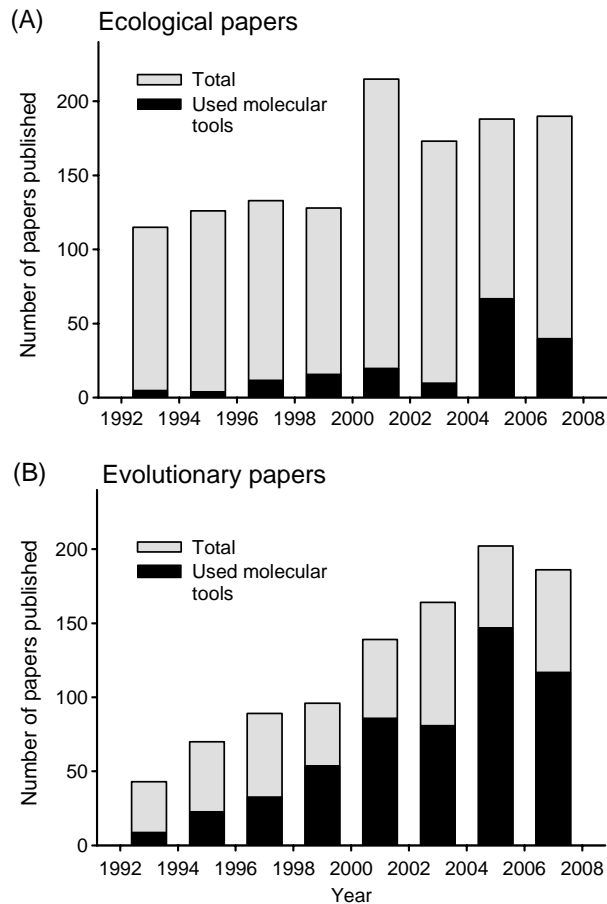 (A) Ecological papers
Total
Used molecular
tools
Number of papers published
200
150
100
50
0
1992 1994 1996 1998 2000 2002 2004 2006 2008
(B) Evolutionary papers
Total
Used molecular
tools
Number of papers published
200
150
100
50
0
1992 1994 1996 1998 2000 2002 2004 2006 2008
Year